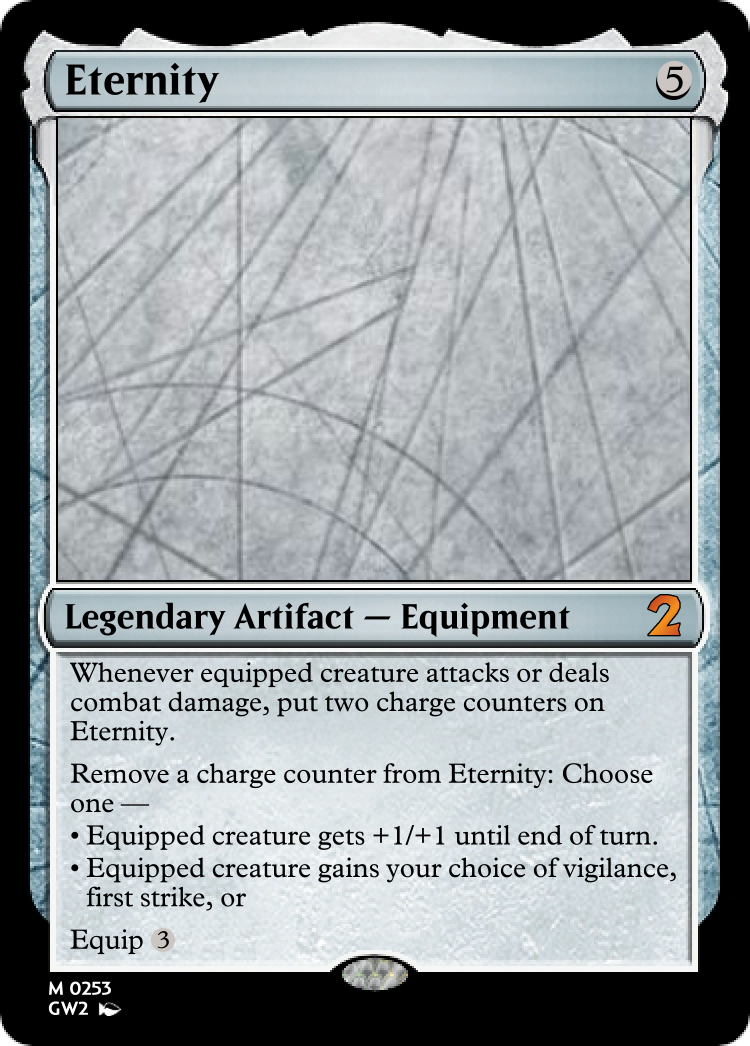 Eternity 5
Legendary Artifact — Equipment 2
Whenever equipped creature attacks or deals
combat damage, put two charge counters on
Eternity.
Remove a charge counter from Eternity: Choose
one —
• Equipped creature gets +1/+1 until end of turn.
• Equipped creature gains your choice of vigilance,
first strike, or
Equip 3
M 0253
GW2